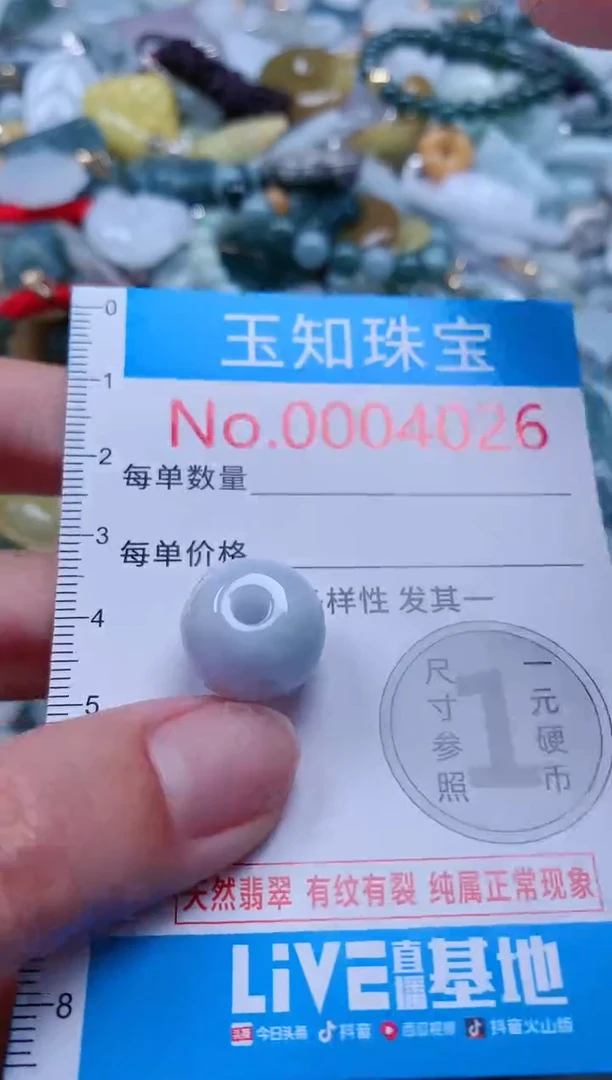 0
玉知珠宝
1
No.0004026
2
每单数量
3
每单价格
4
样性 发其一
尺寸参照
1
一元硬币
5
天然翡翠 有纹有裂 纯属正常现象
LiVE直播基地
8
头条 今日头条 抖音 西瓜视频 抖音火山版